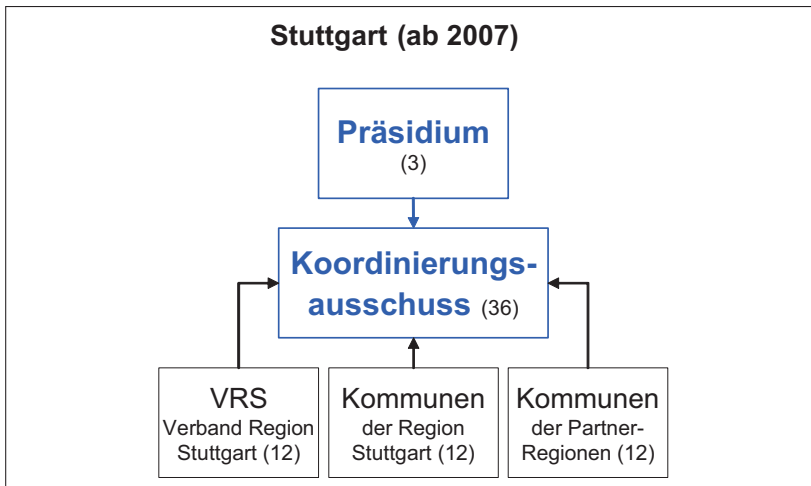 Stuttgart (ab 2007)
Präsidium
(3)
Koordinierungs-
ausschuss (36)
VRS
Verband Region
Stuttgart (12)
Kommunen
der Region
Stuttgart (12)
Kommunen
der Partner-
Regionen (12)